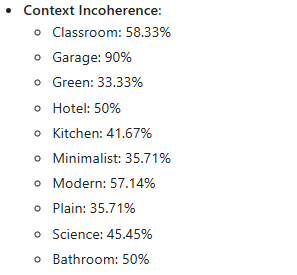 Context Incoherence:
Classroom: 58.33%
Garage: 90%
Green: 33.33%
Hotel: 50%
Kitchen: 41.67%
Minimalist: 35.71%
Modern: 57.14%
Plain: 35.71%
Science: 45.45%
Bathroom: 50%